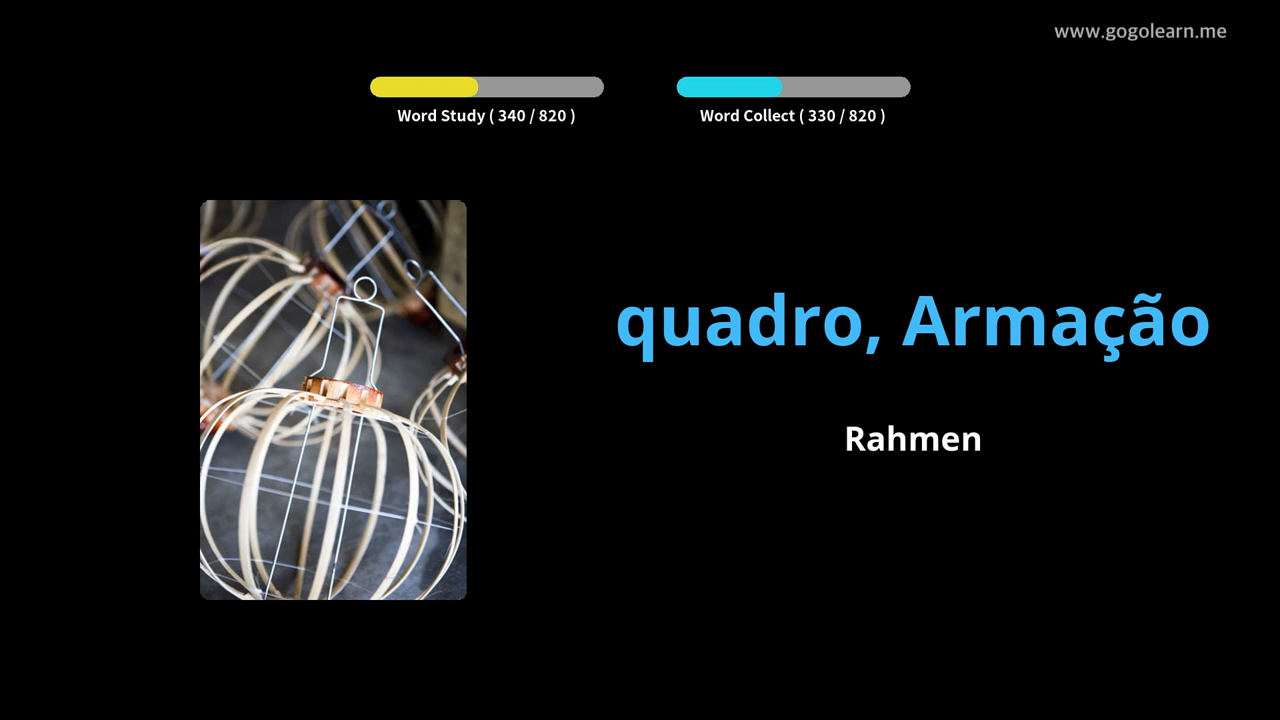 www.gogolearn.me
Word Study ( 340 / 820 )
Word Collect ( 330 / 820 )
quadro, Armação
Rahmen